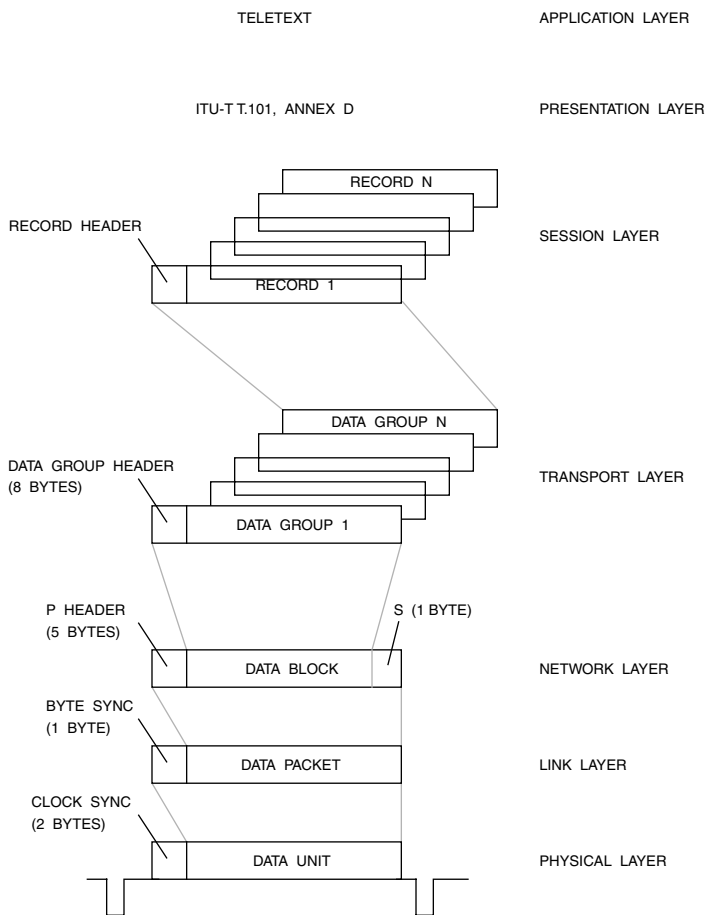 TELETEXT
APPLICATION LAYER
ITU-T T.101, ANNEX D
PRESENTATION LAYER
RECORD N
RECORD HEADER
SESSION LAYER
RECORD 1
DATA GROUP N
DATA GROUP HEADER
(8 BYTES)
TRANSPORT LAYER
DATA GROUP 1
P HEADER
(5 BYTES)
S (1 BYTE)
DATA BLOCK
NETWORK LAYER
BYTE SYNC
(1 BYTE)
DATA PACKET
LINK LAYER
CLOCK SYNC
(2 BYTES)
DATA UNIT
PHYSICAL LAYER